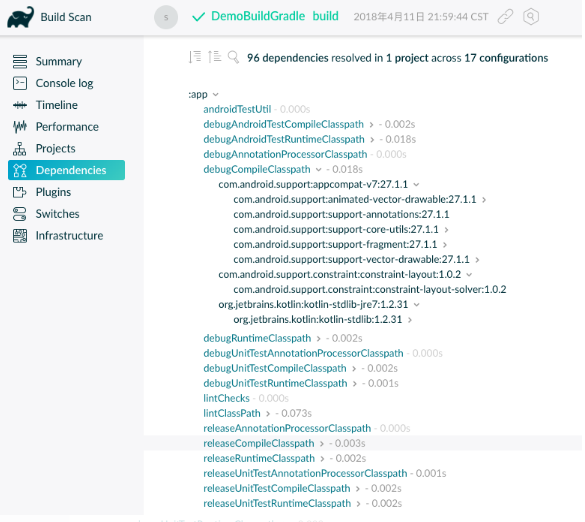 Build Scan
s
DemoBuildGradle build
2018年4月11日 21:59:44 CST
Summary
Console log
Timeline
Performance
Projects
Dependencies
Plugins
Switches
Infrastructure
96 dependencies resolved in 1 project across 17 configurations
:app
androidTestUtil - 0.000s
debugAndroidTestCompileClasspath - 0.002s
debugAndroidTestRuntimeClasspath - 0.018s
debugAnnotationProcessorClasspath - 0.000s
debugCompileClasspath - 0.018s
com.android.support:appcompat-v7:27.1.1
com.android.support:animated-vector-drawable:27.1.1
com.android.support:support-annotations:27.1.1
com.android.support:support-core-utils:27.1.1
com.android.support:support-fragment:27.1.1
com.android.support:support-vector-drawable:27.1.1
com.android.support.constraint:constraint-layout:1.0.2
com.android.support.constraint:constraint-layout-solver:1.0.2
org.jetbrains.kotlin:kotlin-stdlib-jre7:1.2.31
org.jetbrains.kotlin:kotlin-stdlib:1.2.31
debugRuntimeClasspath - 0.002s
debugUnitTestAnnotationProcessorClasspath - 0.000s
debugUnitTestCompileClasspath - 0.002s
debugUnitTestRuntimeClasspath - 0.001s
lintChecks - 0.000s
lintClassPath - 0.073s
releaseAnnotationProcessorClasspath - 0.000s
releaseCompileClasspath - 0.003s
releaseRuntimeClasspath - 0.002s
releaseUnitTestAnnotationProcessorClasspath - 0.001s
releaseUnitTestCompileClasspath - 0.002s
releaseUnitTestRuntimeClasspath - 0.002s